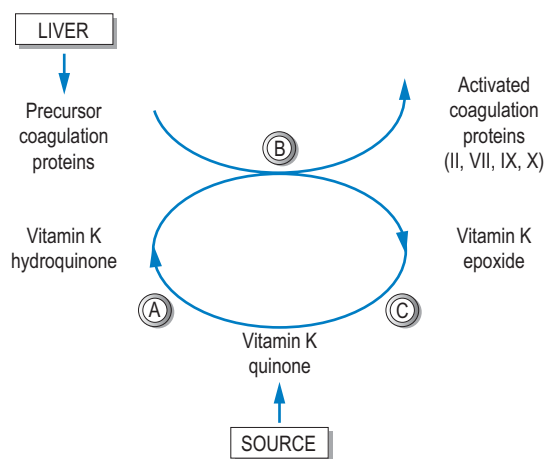 LIVER
Precursor
coagulation
proteins
Activated
coagulation
proteins
(II, VII, IX, X)
B
Vitamin K
hydroquinone
Vitamin K
epoxide
A
C
Vitamin K
quinone
SOURCE